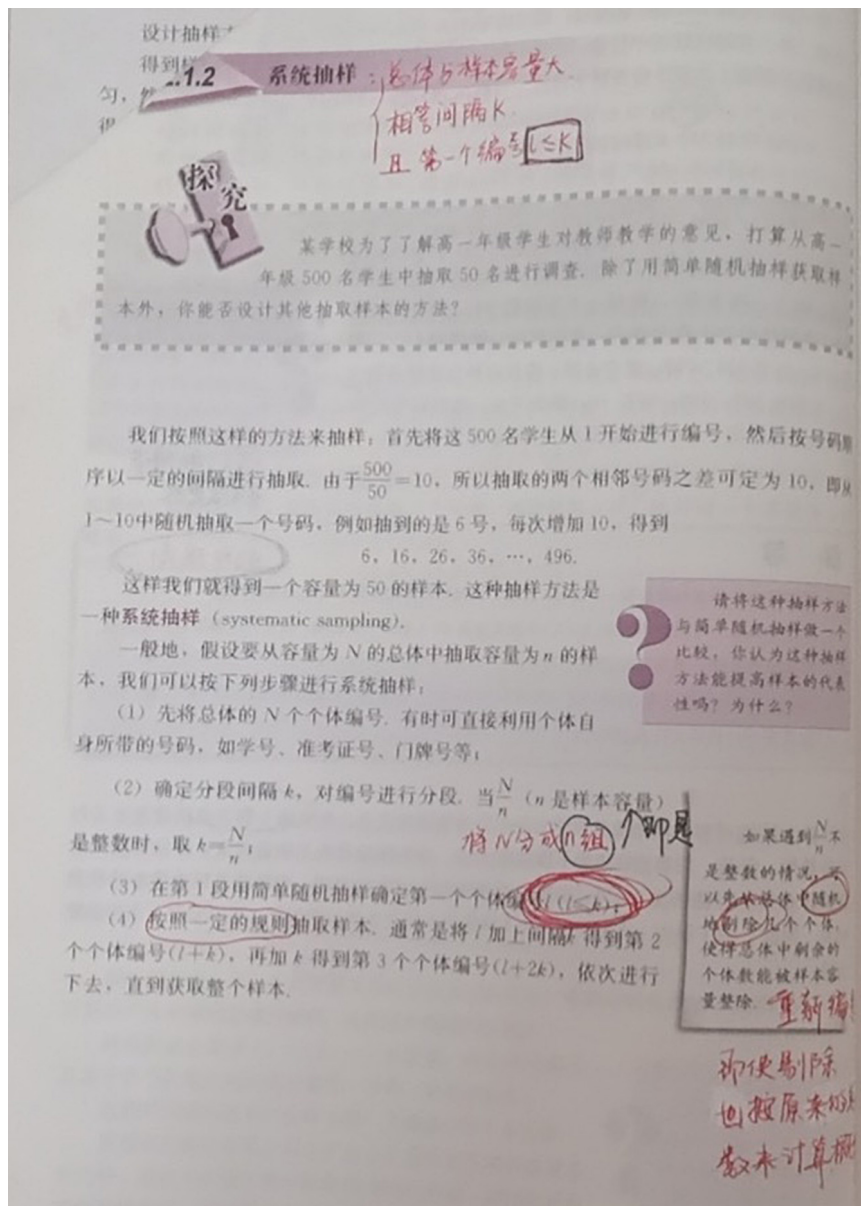 设计抽样
得到样
匀，然
得
2.1.2 系统抽样：总体与样本容量大
相等间隔K
且 第一个编号l≤K
探究
某学校为了了解高一年级学生对教师教学的意见，打算从高一
年级 500 名学生中抽取 50 名进行调查．除了用简单随机抽样获取样
本外，你能否设计其他抽取样本的方法？
我们按照这样的方法来抽样：首先将这 500 名学生从 1 开始进行编号，然后按号码顺
序以一定的间隔进行抽取．由于500/50=10，所以抽取的两个相邻号码之差可定为 10，即从
1～10中随机抽取一个号码，例如抽到的是 6 号，每次增加 10，得到
6，16，26，36，…，496.
这样我们就得到一个容量为 50 的样本．这种抽样方法是
一种系统抽样（systematic sampling）.
请将这种抽样方法
与简单随机抽样做一个
比较，你认为这种抽样
方法能提高样本的代表
性吗？为什么？
一般地，假设要从容量为 N 的总体中抽取容量为 n 的样
本，我们可以按下列步骤进行系统抽样：
（1）先将总体的 N 个个体编号．有时可直接利用个体自
身所带的号码，如学号、准考证号、门牌号等；
（2）确定分段间隔 k，对编号进行分段．当N/n（n 是样本容量）
是整数时，取 k=N/n；
将N分成n组 个即是
（3）在第 1 段用简单随机抽样确定第一个个体编号 l（l≤k）；
（4）按照一定的规则抽取样本．通常是将 l 加上间隔k 得到第 2
个个体编号(l+k)，再加 k 得到第 3 个个体编号(l+2k)，依次进行
下去，直到获取整个样本.
如果遇到N/n不
是整数的情况，可
以先从总体中随机
地剔除几个个体，
使得总体中剩余的
个体数能被样本容
量整除．
重新编
即使剔除
也按原来的
数来计算概